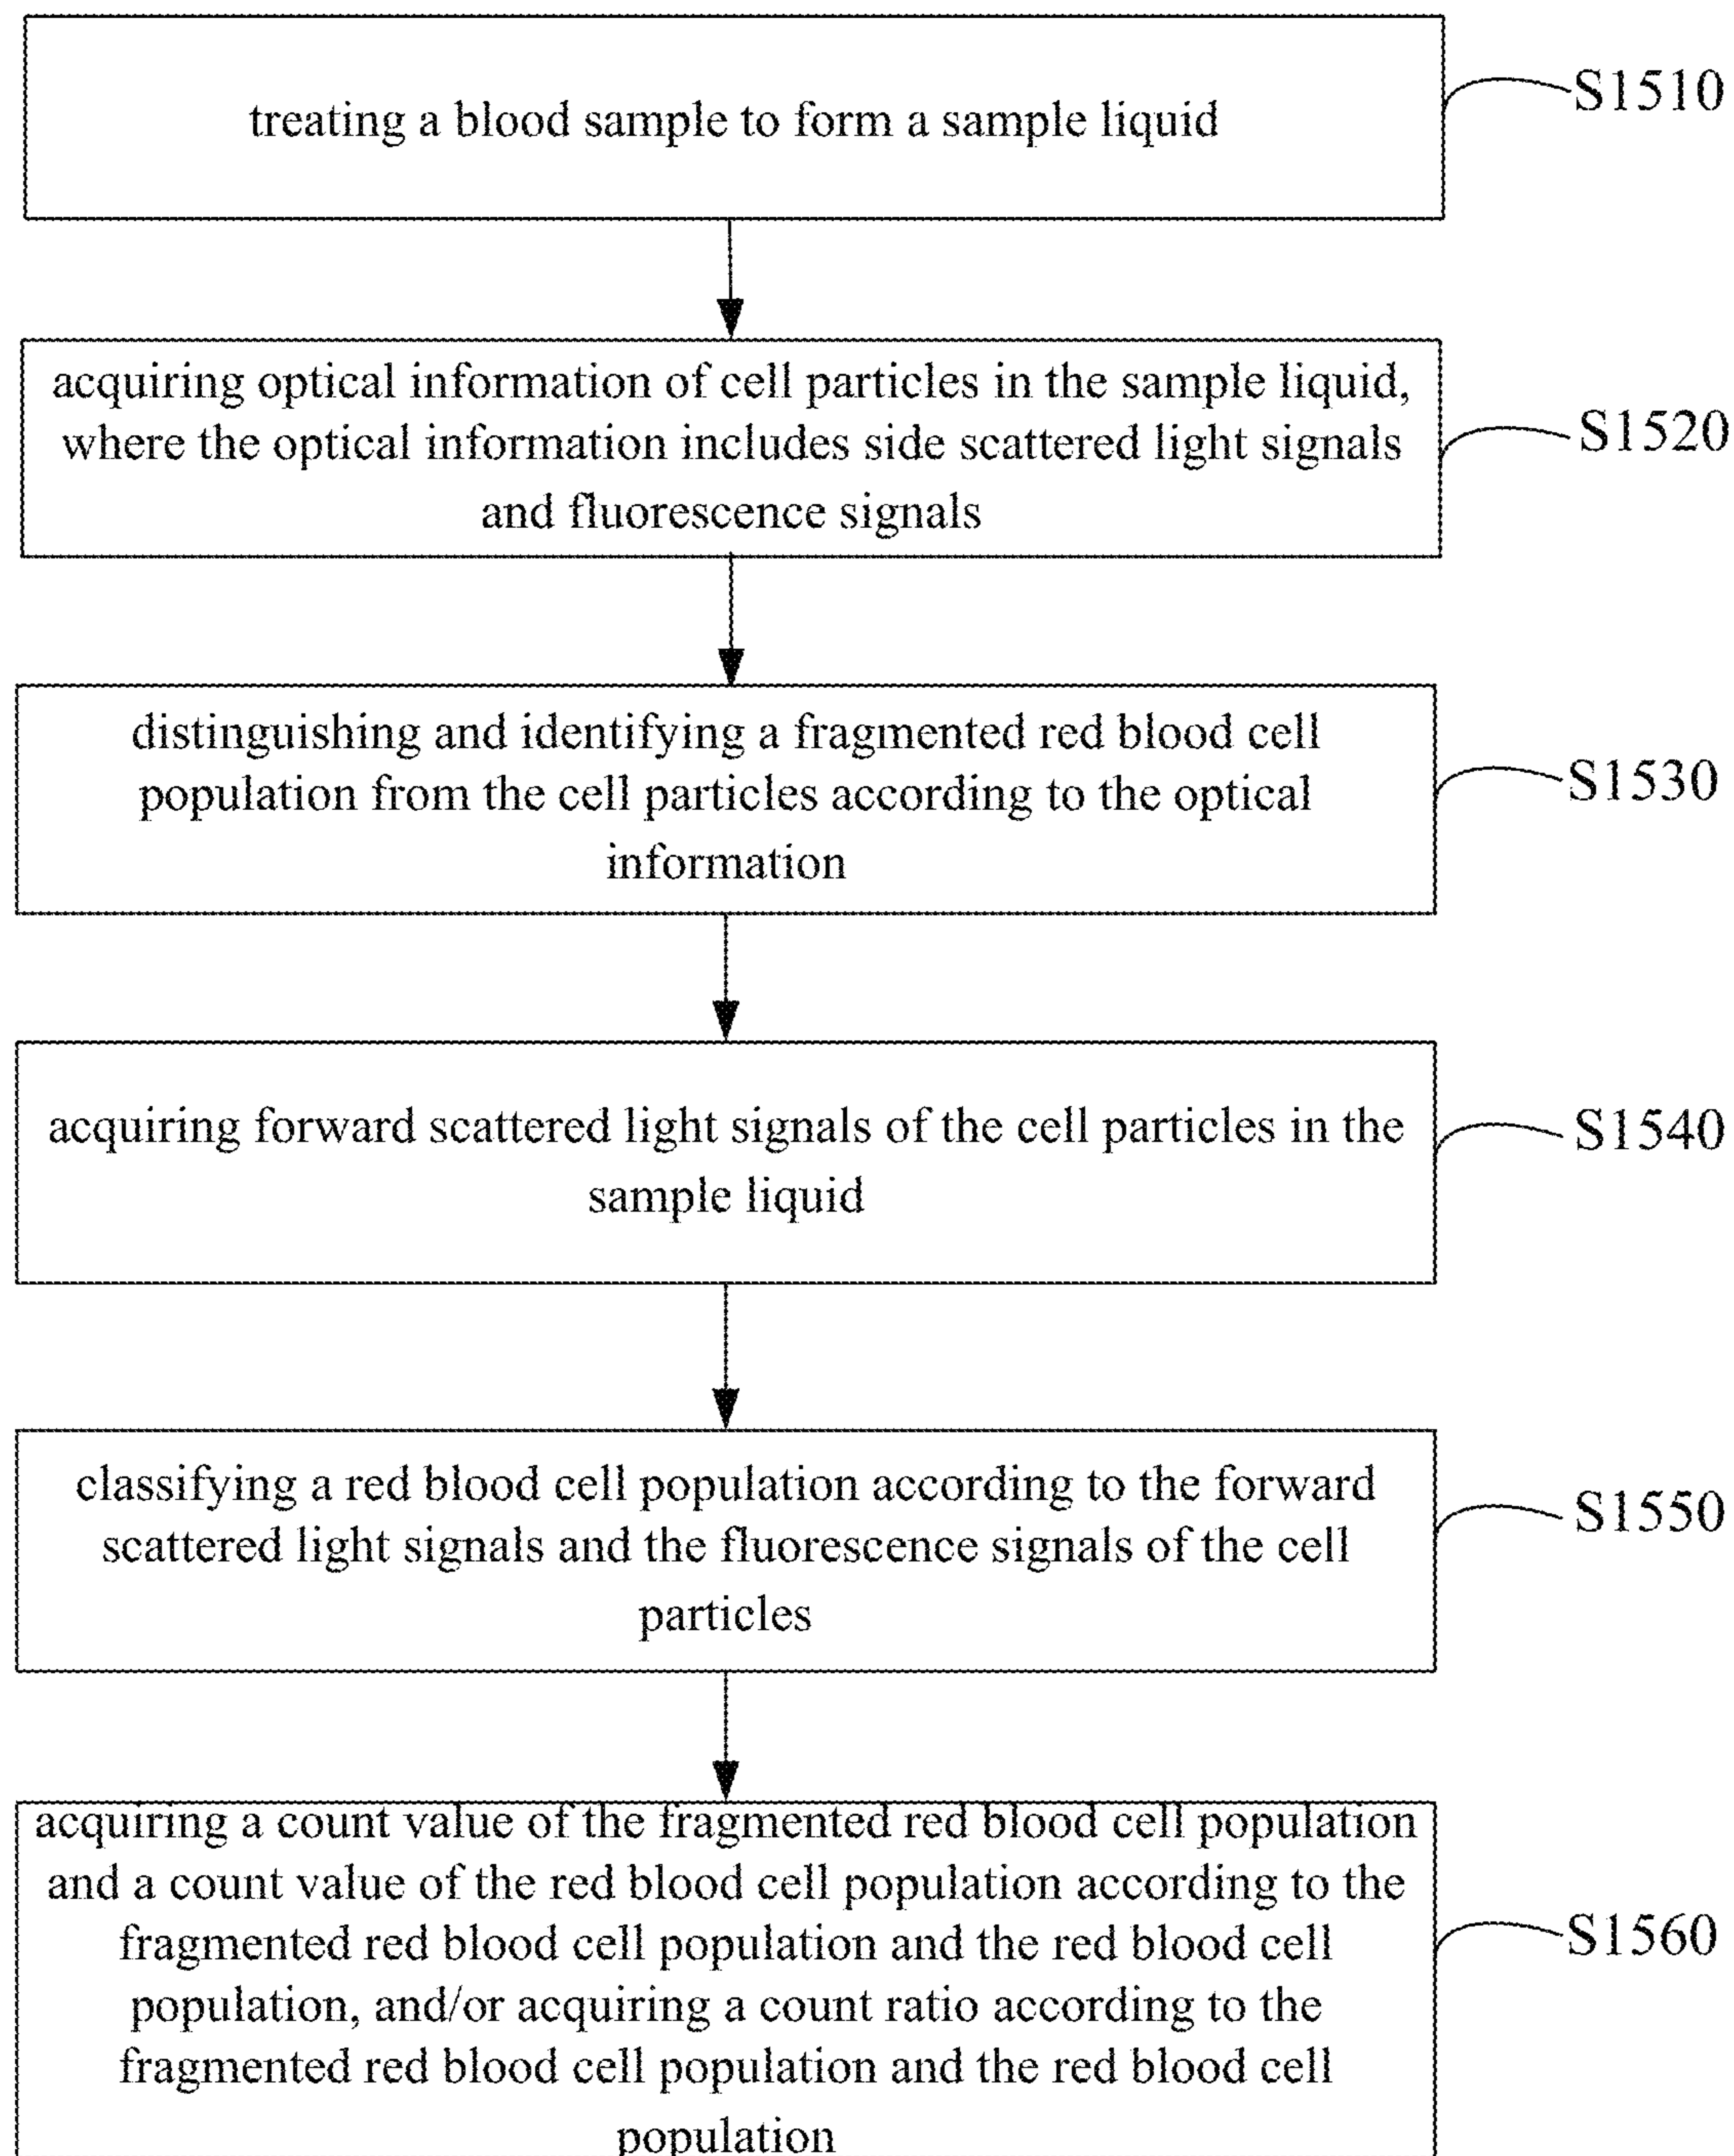 treating a blood sample to form a sample liquid
S1510
acquiring optical information of cell particles in the sample liquid,
where the optical information includes side scattered light signals
and fluorescence signals
S1520
distinguishing and identifying a fragmented red blood cell
population from the cell particles according to the optical
information
S1530
acquiring forward scattered light signals of the cell particles in the
sample liquid
S1540
classifying a red blood cell population according to the forward
scattered light signals and the fluorescence signals of the cell
particles
S1550
acquiring a count value of the fragmented red blood cell population
and a count value of the red blood cell population according to the
fragmented red blood cell population and the red blood cell
population, and/or acquiring a count ratio according to the
fragmented red blood cell population and the red blood cell
population
S1560